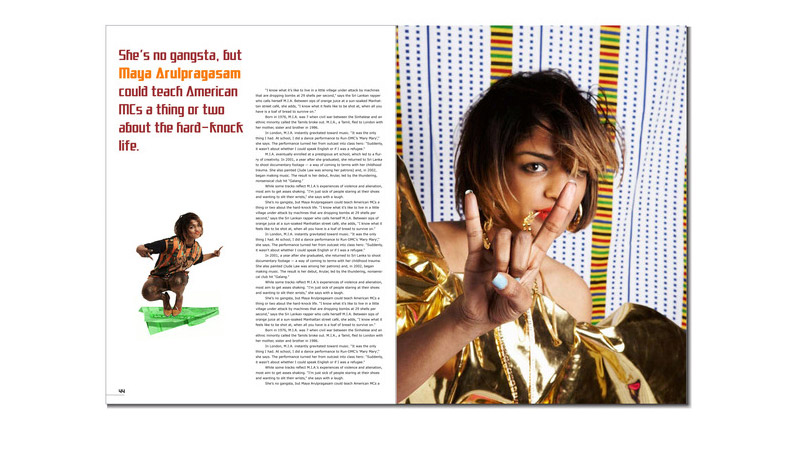 She's no gangsta, but
Maya Arulpragasam
could teach American
MCs a thing or two
about the hard-knock
life.
"I know what it's like to live in a little village under attack by machines
that are dropping bombs at 29 shells per second," says the Sri Lankan rapper
who calls herself M.I.A. Between sips of orange juice at a sun-soaked Manhat-
tan street café, she adds, "I know what it feels like to be shot at, when all you
have is a loaf of bread to survive on."
Born in 1976, M.I.A. was 7 when civil war between the Sinhalese and an
ethnic minority called the Tamils broke out. M.I.A., a Tamil, fled to London with
her mother, sister and brother in 1986.
In London, M.I.A. instantly gravitated toward music. "It was the only
thing I had. At school, I did a dance performance to Run-DMC's 'Mary Mary',"
she says. The performance turned her from outcast into class hero: "Suddenly,
it wasn't about whether I could speak English or if I was a refugee."
M.I.A. eventually enrolled at a prestigious art school, which led to a flur-
ry of creativity. In 2001, a year after she graduated, she returned to Sri Lanka
to shoot documentary footage — a way of coming to terms with her childhood
trauma. She also painted (Jude Law was among her patrons) and, in 2002,
began making music. The result is her debut, Arular, led by the thundering,
nonsensical club hit "Galang."
While some tracks reflect M.I.A.'s experiences of violence and alienation,
most aim to get asses shaking. "I'm just sick of people staring at their shoes
and wanting to slit their wrists," she says with a laugh.
She's no gangsta, but Maya Arulpragasam could teach American MCs a
thing or two about the hard-knock life. "I know what it's like to live in a little
village under attack by machines that are dropping bombs at 29 shells per
second," says the Sri Lankan rapper who calls herself M.I.A. Between sips of
orange juice at a sun-soaked Manhattan street café, she adds, "I know what it
feels like to be shot at, when all you have is a loaf of bread to survive on."
In London, M.I.A. instantly gravitated toward music. "It was the only
thing I had. At school, I did a dance performance to Run-DMC's 'Mary Mary',"
she says. The performance turned her from outcast into class hero: "Suddenly,
it wasn't about whether I could speak English or if I was a refugee."
In 2001, a year after she graduated, she returned to Sri Lanka to shoot
documentary footage — a way of coming to terms with her childhood trauma.
She also painted (Jude Law was among her patrons) and, in 2002, began
making music. The result is her debut, Arular, led by the thundering, nonsensi-
cal club hit "Galang."
While some tracks reflect M.I.A.'s experiences of violence and alienation,
most aim to get asses shaking. "I'm just sick of people staring at their shoes
and wanting to slit their wrists," she says with a laugh.
She's no gangsta, but Maya Arulpragasam could teach American MCs a
thing or two about the hard-knock life. "I know what it's like to live in a little
village under attack by machines that are dropping bombs at 29 shells per
second," says the Sri Lankan rapper who calls herself M.I.A. Between sips of
orange juice at a sun-soaked Manhattan street café, she adds, "I know what it
feels like to be shot at, when all you have is a loaf of bread to survive on."
Born in 1976, M.I.A. was 7 when civil war between the Sinhalese and an
ethnic minority called the Tamils broke out. M.I.A., a Tamil, fled to London with
her mother, sister and brother in 1986.
In London, M.I.A. instantly gravitated toward music. "It was the only
thing I had. At school, I did a dance performance to Run-DMC's 'Mary Mary',"
she says. The performance turned her from outcast into class hero: "Suddenly,
it wasn't about whether I could speak English or if I was a refugee."
While some tracks reflect M.I.A.'s experiences of violence and alienation,
most aim to get asses shaking. "I'm just sick of people staring at their shoes
and wanting to slit their wrists," she says with a laugh.
She's no gangsta, but Maya Arulpragasam could teach American MCs a
44